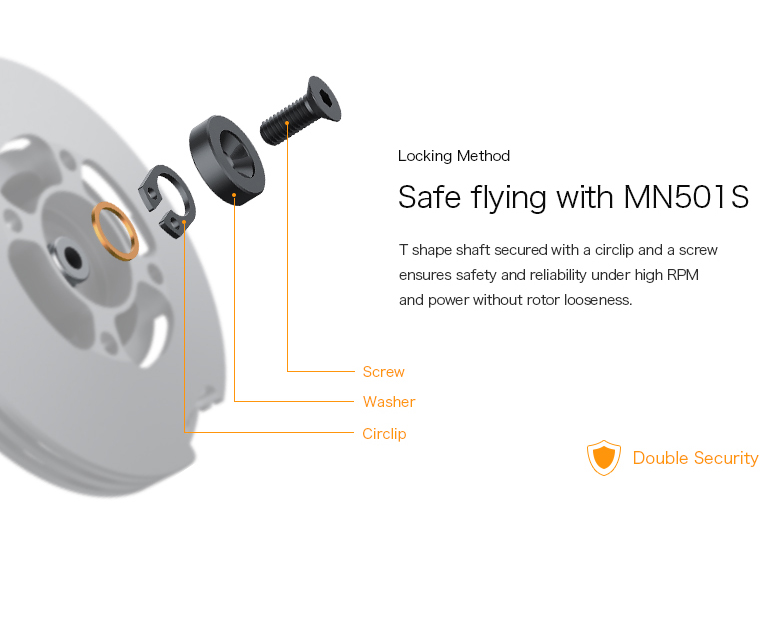 Locking Method
Safe flying with MN501S
T shape shaft secured with a circlip and a screw
ensures safety and reliability under high RPM
and power without rotor looseness.
Screw
Washer
Circlip
Double Security